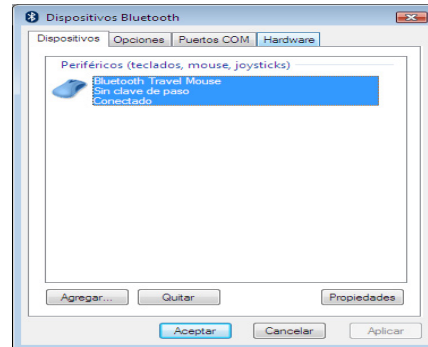 Dispositivos Bluetooth
Dispositivos Opciones Puertos COM Hardware
Periféricos (teclados, mouse, joysticks)
Bluetooth Travel Mouse
Sin clave de paso
Conectado
Agregar... Quitar Propiedades
Aceptar Cancelar Aplicar